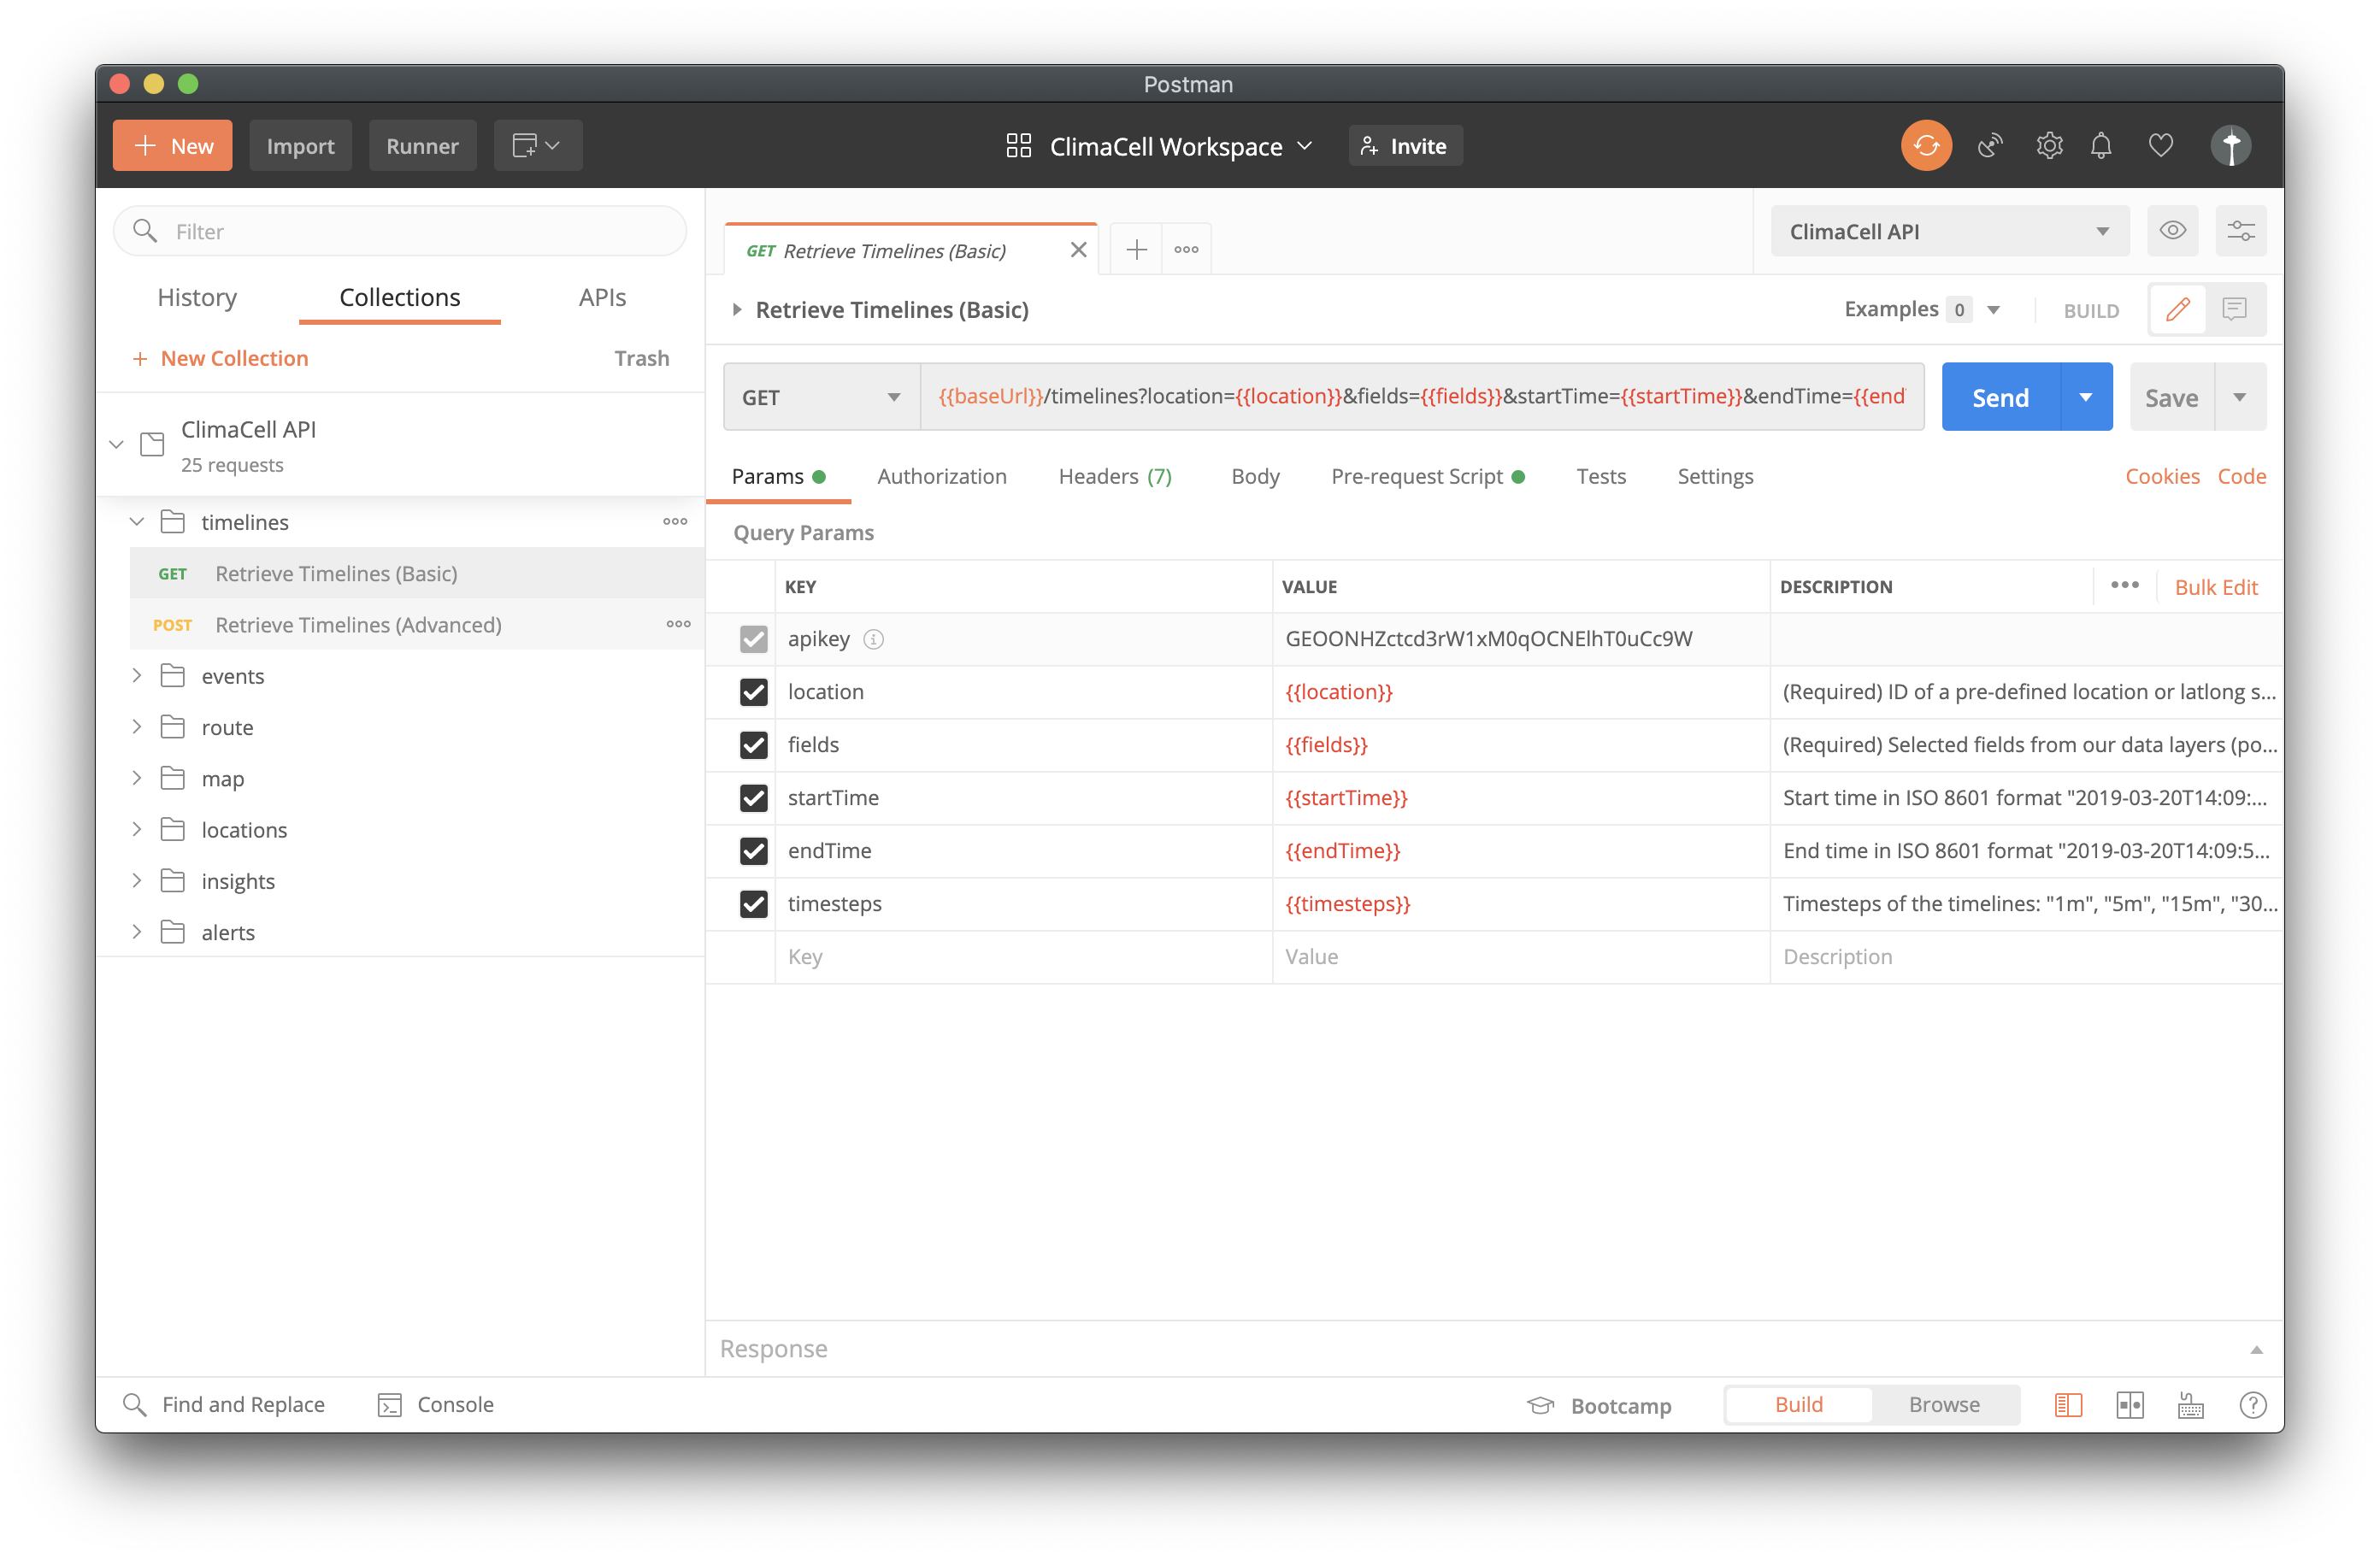 Postman
New
Import
Runner
ClimaCell Workspace
Invite
Filter
History
Collections
APIs
+ New Collection
Trash
ClimaCell API
25 requests
timelines
GET Retrieve Timelines (Basic)
POST Retrieve Timelines (Advanced)
events
route
map
locations
insights
alerts
GET Retrieve Timelines (Basic)
ClimaCell API
Retrieve Timelines (Basic)
Examples 0
BUILD
GET
{{baseUrl}}/timelines?location={{location}}&fields={{fields}}&startTime={{startTime}}&endTime={{end
Send
Save
Params
Authorization
Headers (7)
Body
Pre-request Script
Tests
Settings
Cookies
Code
Query Params
KEY VALUE DESCRIPTION Bulk Edit
apikey GEOONHZctcd3rW1xM0qOCNElhT0uCc9W
location {{location}} (Required) ID of a pre-defined location or latlong s...
fields {{fields}} (Required) Selected fields from our data layers (po...
startTime {{startTime}} Start time in ISO 8601 format "2019-03-20T14:09:...
endTime {{endTime}} End time in ISO 8601 format "2019-03-20T14:09:5...
timesteps {{timesteps}} Timesteps of the timelines: "1m", "5m", "15m", "30...
Key Value Description
Response
Find and Replace
Console
Bootcamp
Build
Browse